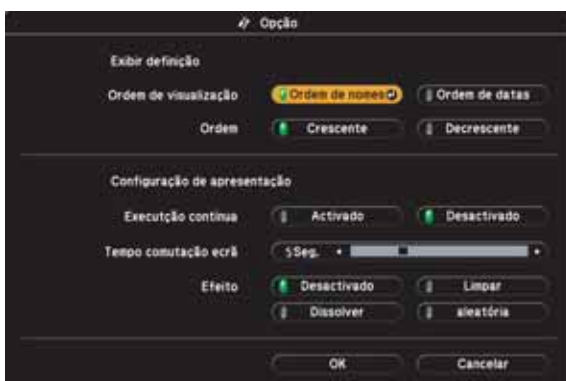 Opção
Exibir definição
Ordem de visualização Ordem de nomes Ordem de datas
Ordem Crescente Decrescente
Configuração de apresentação
Executção continua Activado Desactivado
Tempo comutação ecrã 5Seg.
Efeito Desactivado Limpar
Dissolver aleatória
OK Cancelar